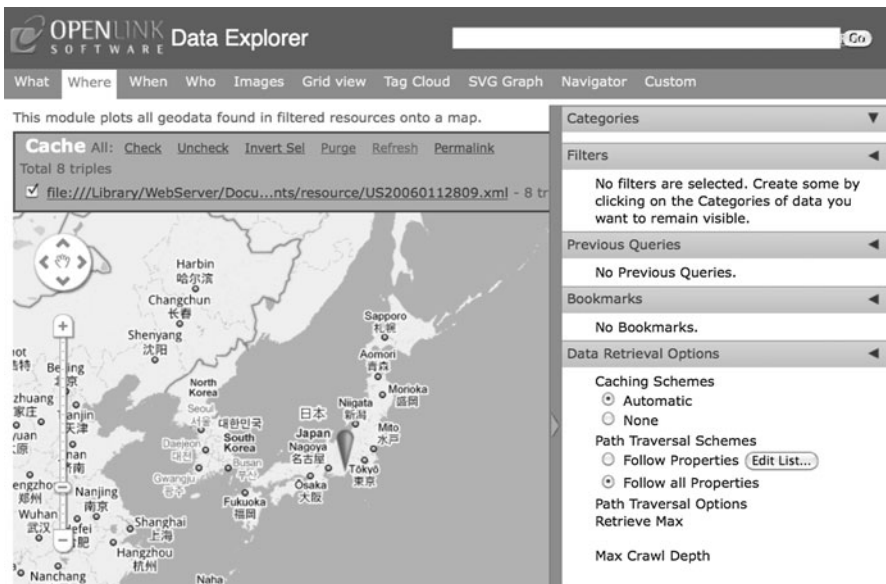 OPENLINK
SOFTWARE
Data Explorer
Go
What Where When Who Images Grid view Tag Cloud SVG Graph Navigator Custom
This module plots all geodata found in filtered resources onto a map.
Cache All: Check Uncheck Invert Sel Purge Refresh Permalink
Total 8 triples
file:///Library/WebServer/Docu...nts/resource/US20060112809.xml - 8 tr
Harbin
哈尔滨
Changchun
长春
Shenyang
沈阳
Sapporo
札幌
Aomori
青森
Morioka
盛岡
North
Korea
Seoul
서울
대한민국
South
Korea
Daejeon
대전
Busan
부산
Gwangju
광주
日本
Japan
Niigata
新潟
Mito
水戸
Nagoya
名古屋
Tōkyō
東京
Ōsaka
大阪
Fukuoka
福岡
Nanjing
南京
Wuhan
武汉
Shanghai
上海
Hangzhou
杭州
Nanchang
Naha
Categories
Filters
No filters are selected. Create some by
clicking on the Categories of data you
want to remain visible.
Previous Queries
No Previous Queries.
Bookmarks
No Bookmarks.
Data Retrieval Options
Caching Schemes
Automatic
None
Path Traversal Schemes
Follow Properties Edit List...
Follow all Properties
Path Traversal Options
Retrieve Max
Max Crawl Depth